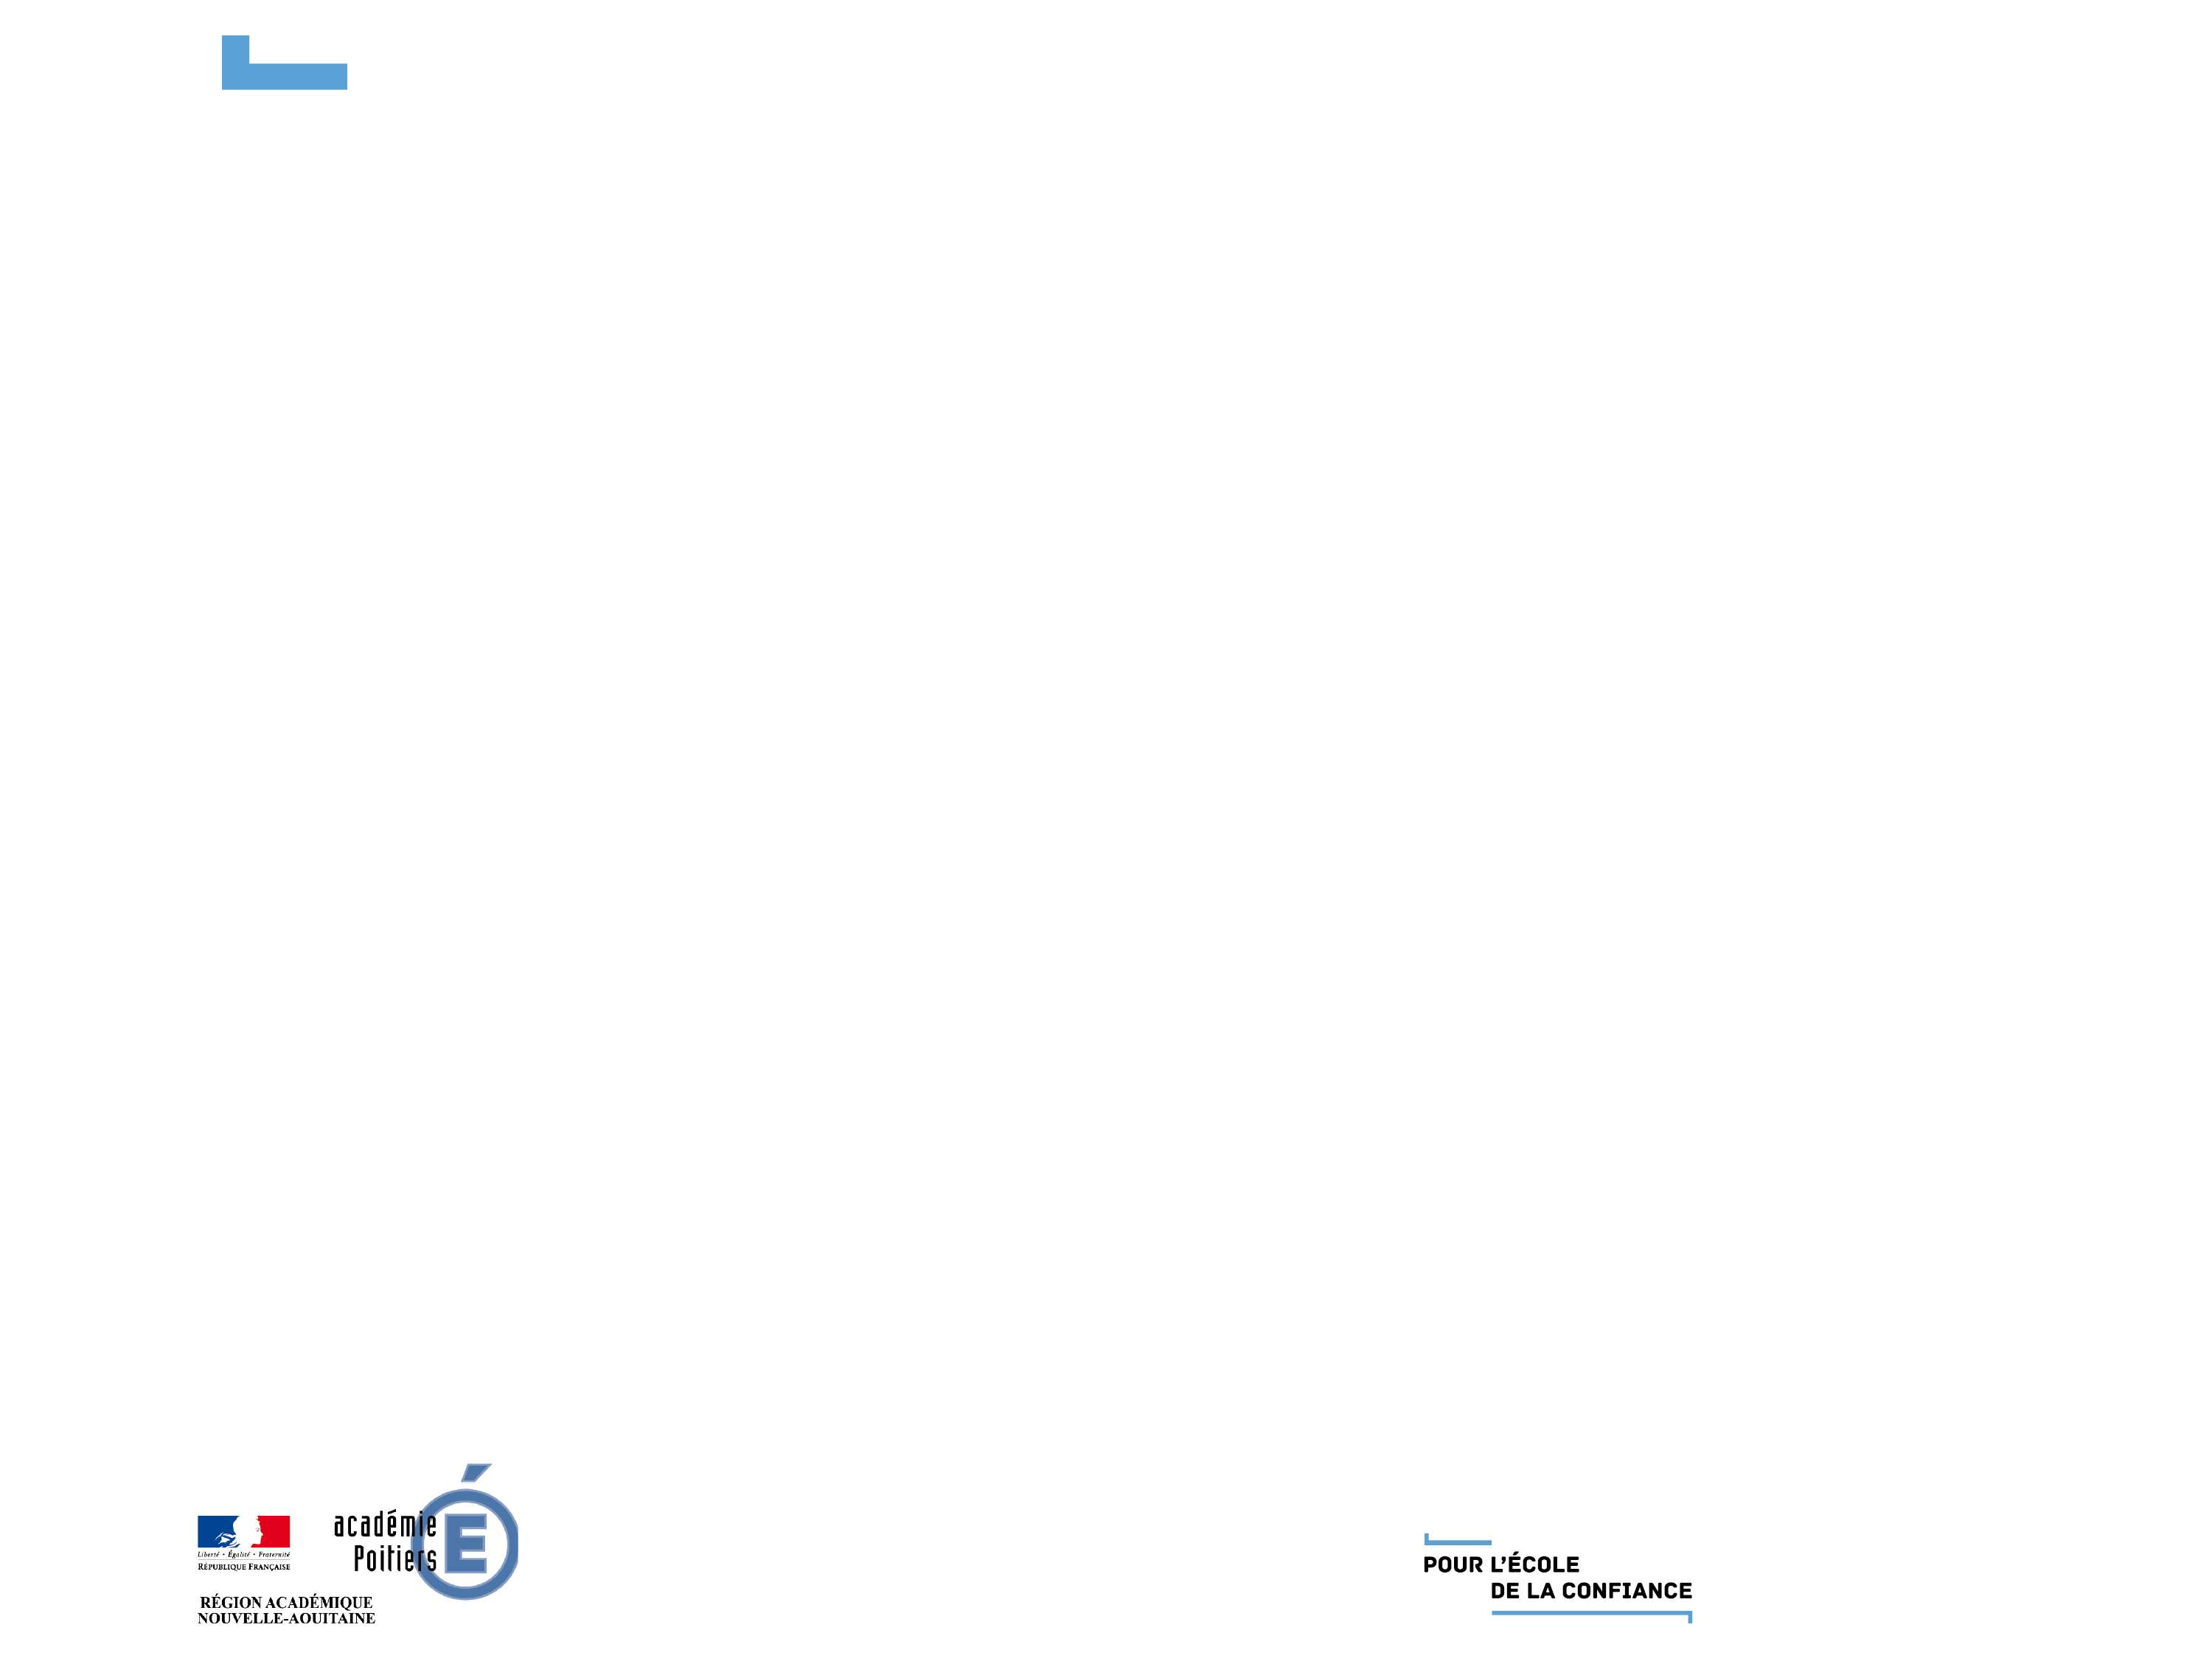 Liberté • Égalité • Fraternité
RÉPUBLIQUE FRANÇAISE
RÉGION ACADÉMIQUE
NOUVELLE-AQUITAINE
académie
Poitiers
É
POUR L'ÉCOLE
DE LA CONFIANCE